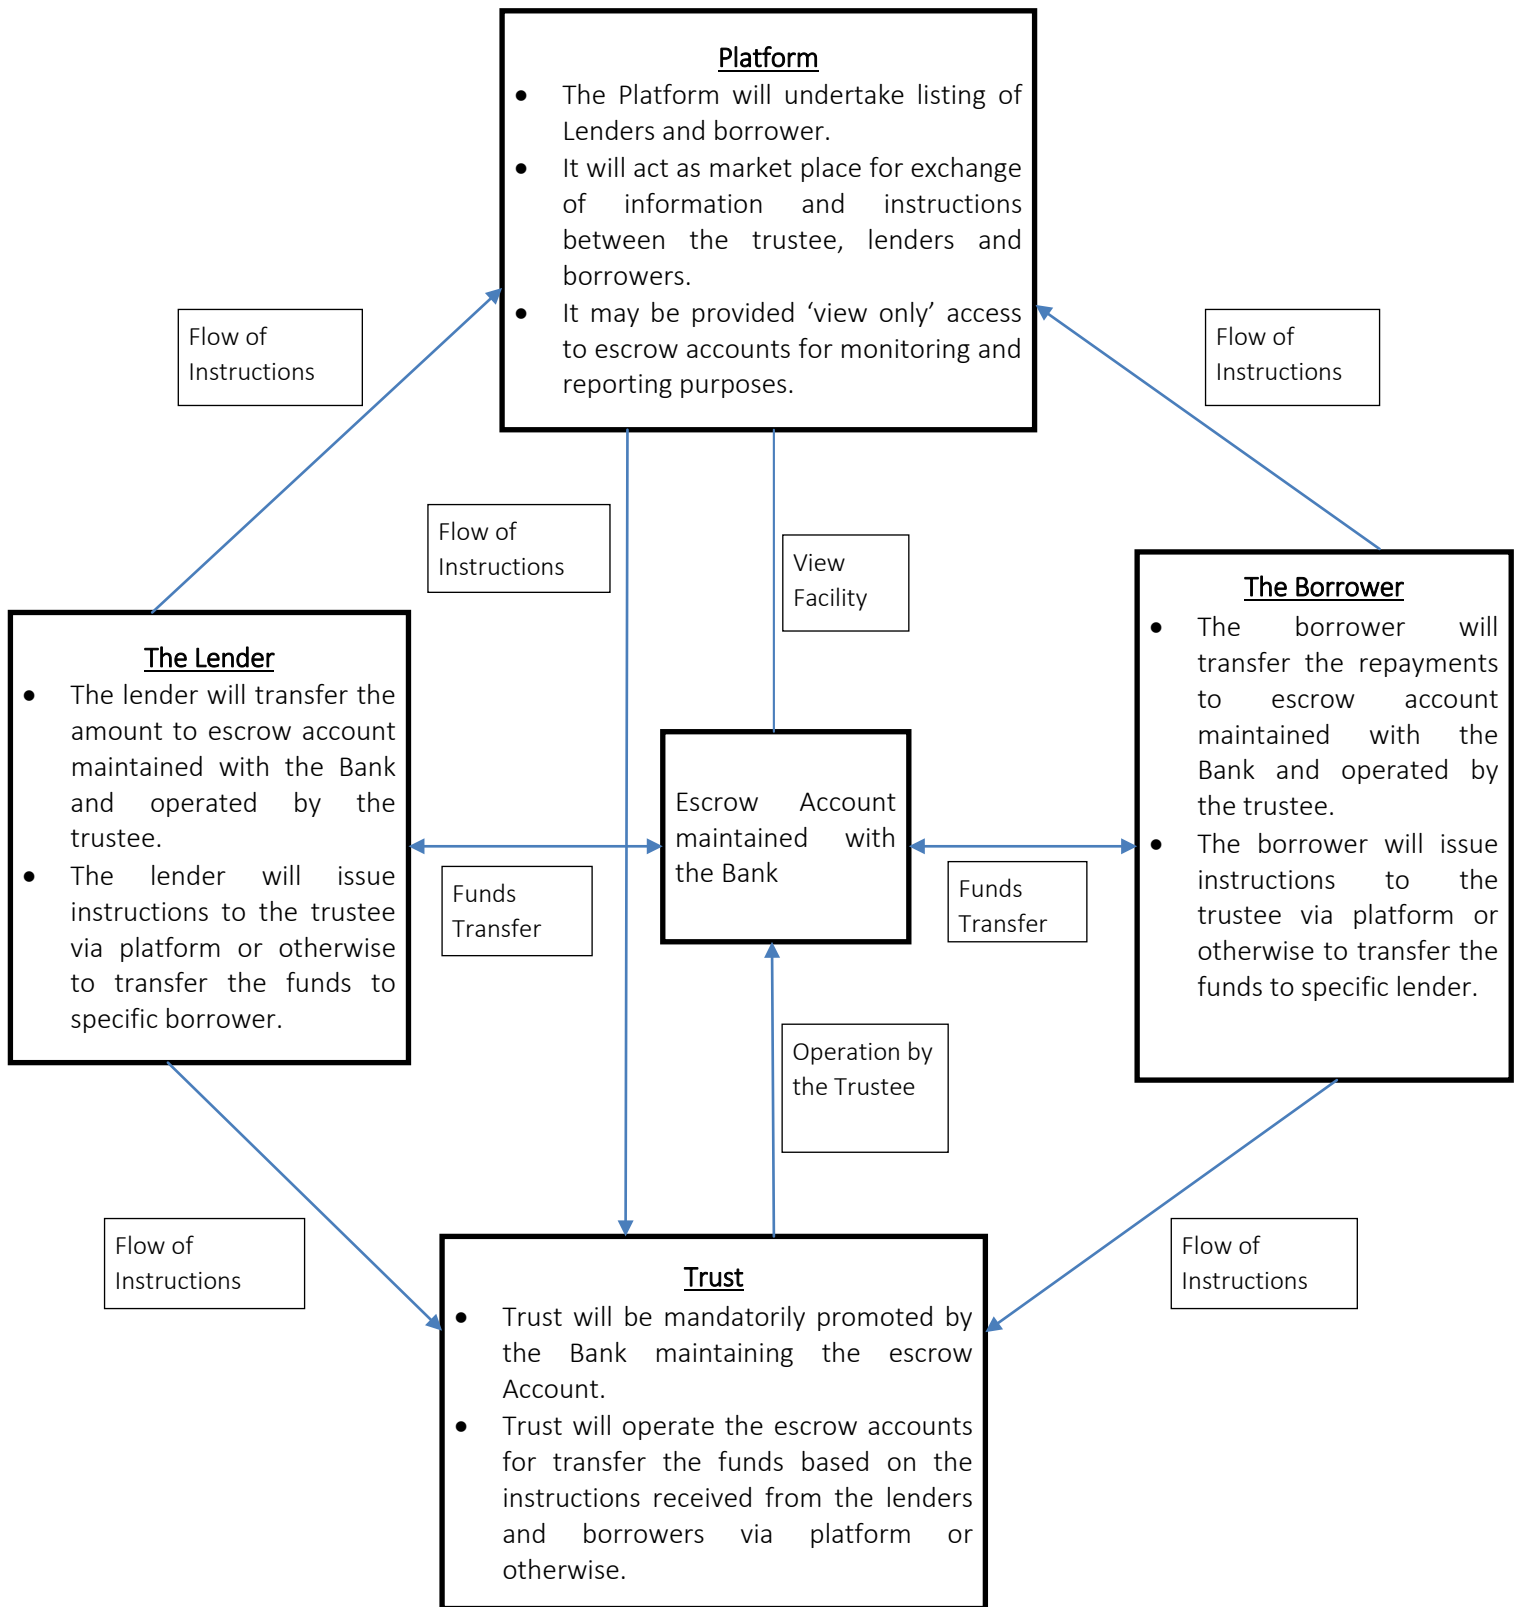 Platform
• The Platform will undertake listing of
Lenders and borrower.
• It will act as market place for exchange
of information and instructions
between the trustee, lenders and
borrowers.
• It may be provided ‘view only’ access
to escrow accounts for monitoring and
reporting purposes.
Flow of
Instructions
Flow of
Instructions
Flow of
Instructions
View
Facility
The Lender
• The lender will transfer the
amount to escrow account
maintained with the Bank
and operated by the
trustee.
• The lender will issue
instructions to the trustee
via platform or otherwise
to transfer the funds to
specific borrower.
Funds
Transfer
Escrow Account
maintained with
the Bank
Funds
Transfer
The Borrower
• The borrower will
transfer the repayments
to escrow account
maintained with the
Bank and operated by
the trustee.
• The borrower will issue
instructions to the
trustee via platform or
otherwise to transfer the
funds to specific lender.
Operation by
the Trustee
Flow of
Instructions
Flow of
Instructions
Trust
• Trust will be mandatorily promoted by
the Bank maintaining the escrow
Account.
• Trust will operate the escrow accounts
for transfer the funds based on the
instructions received from the lenders
and borrowers via platform or
otherwise.